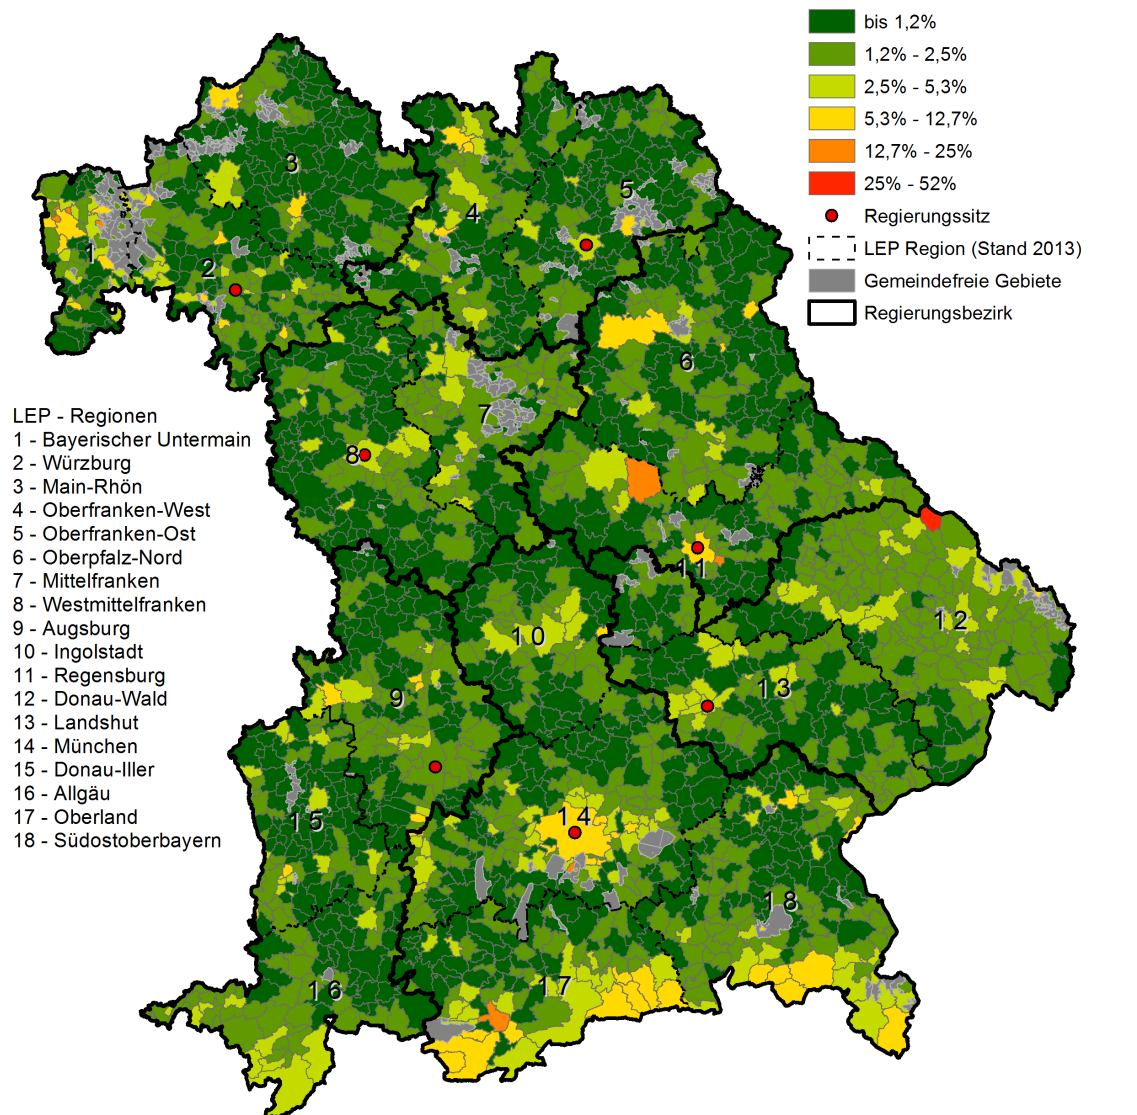 bis 1,2%
1,2% - 2,5%
2,5% - 5,3%
5,3% - 12,7%
12,7% - 25%
25% - 52%
Regierungssitz
LEP Region (Stand 2013)
Gemeindefreie Gebiete
Regierungsbezirk
3
5
4
1
2
6
7
8
LEP - Regionen
1 - Bayerischer Untermain
2 - Würzburg
3 - Main-Rhön
4 - Oberfranken-West
5 - Oberfranken-Ost
6 - Oberpfalz-Nord
7 - Mittelfranken
8 - Westmittelfranken
9 - Augsburg
10 - Ingolstadt
11 - Regensburg
12 - Donau-Wald
13 - Landshut
14 - München
15 - Donau-Iller
16 - Allgäu
17 - Oberland
18 - Südostoberbayern
11
12
10
13
9
14
15
18
17
16